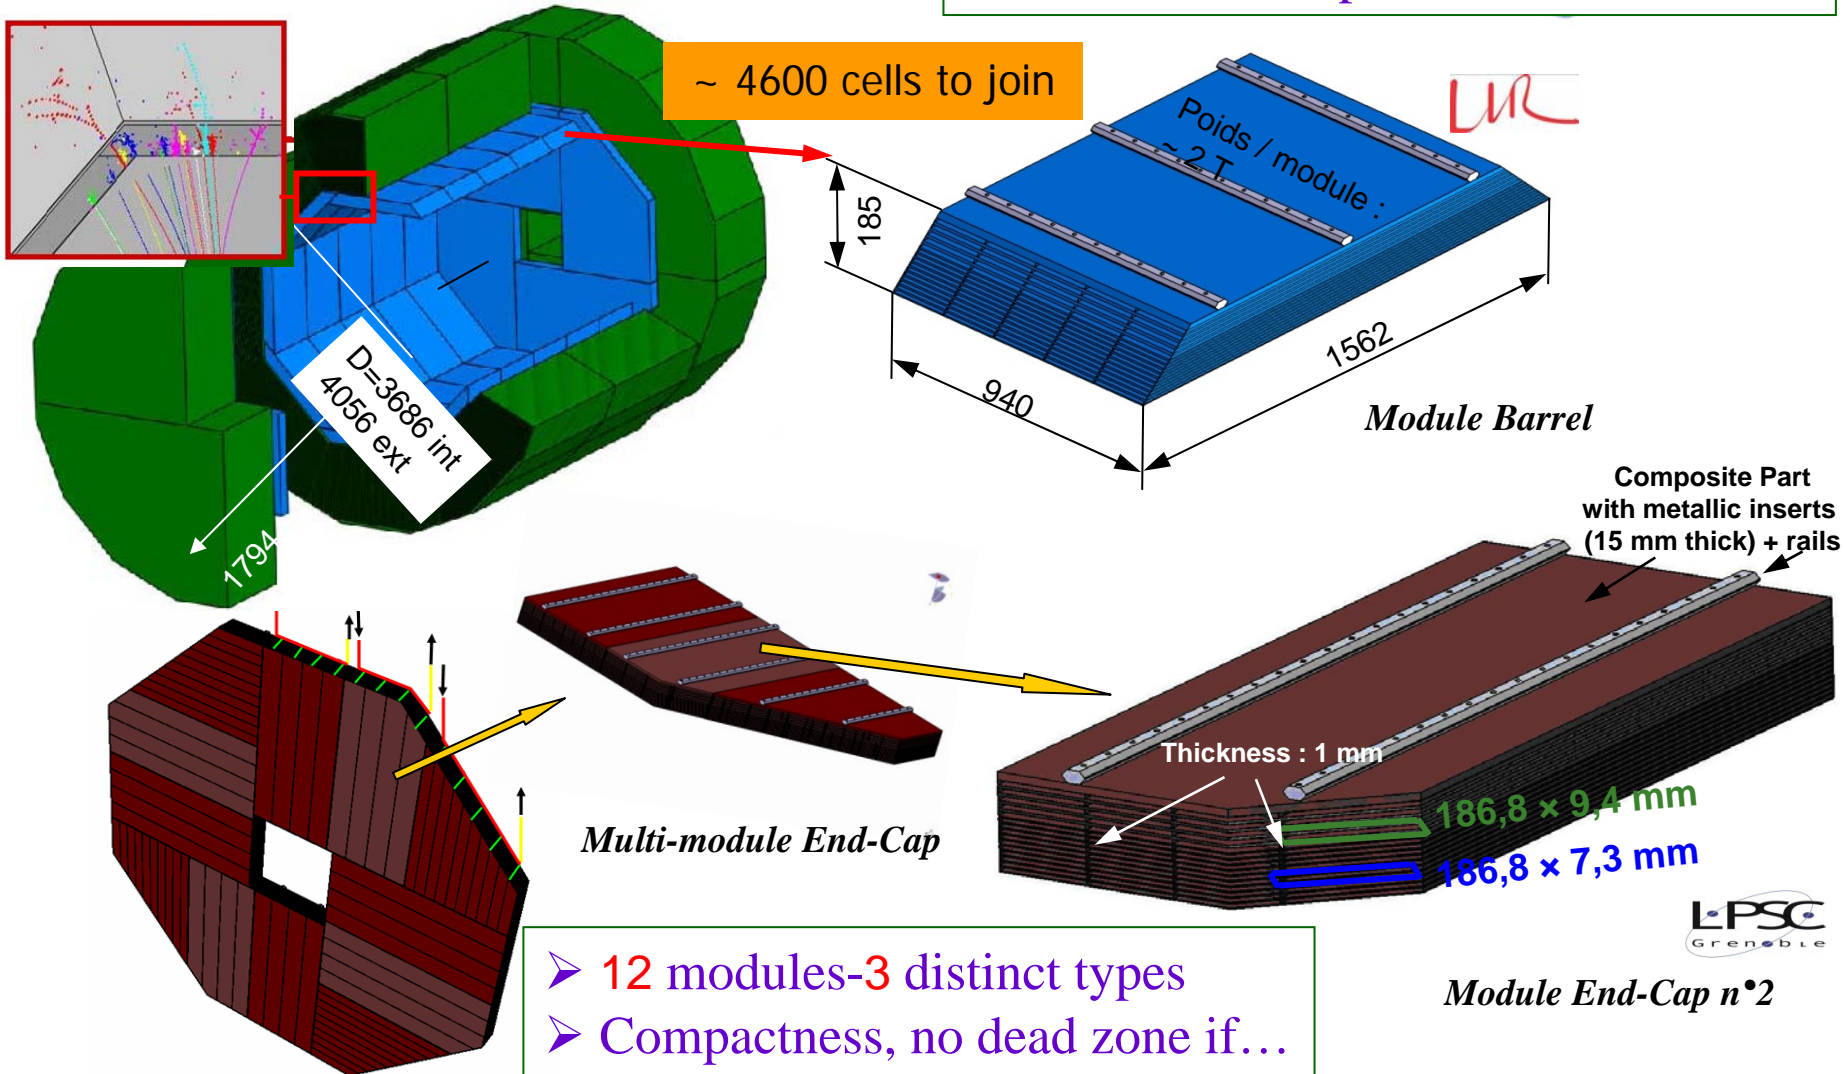 ~ 4600 cells to join
LLR
Poids / module :
~ 2 T
185
940
1562
Module Barrel
D=3686 int
4056 ext
1794
Composite Part
with metallic inserts
(15 mm thick) + rails
Thickness : 1 mm
186,8 × 9,4 mm
186,8 × 7,3 mm
Multi-module End-Cap
LPSC
Grenoble
Module End-Cap n°2
➢ 12 modules-3 distinct types
➢ Compactness, no dead zone if…